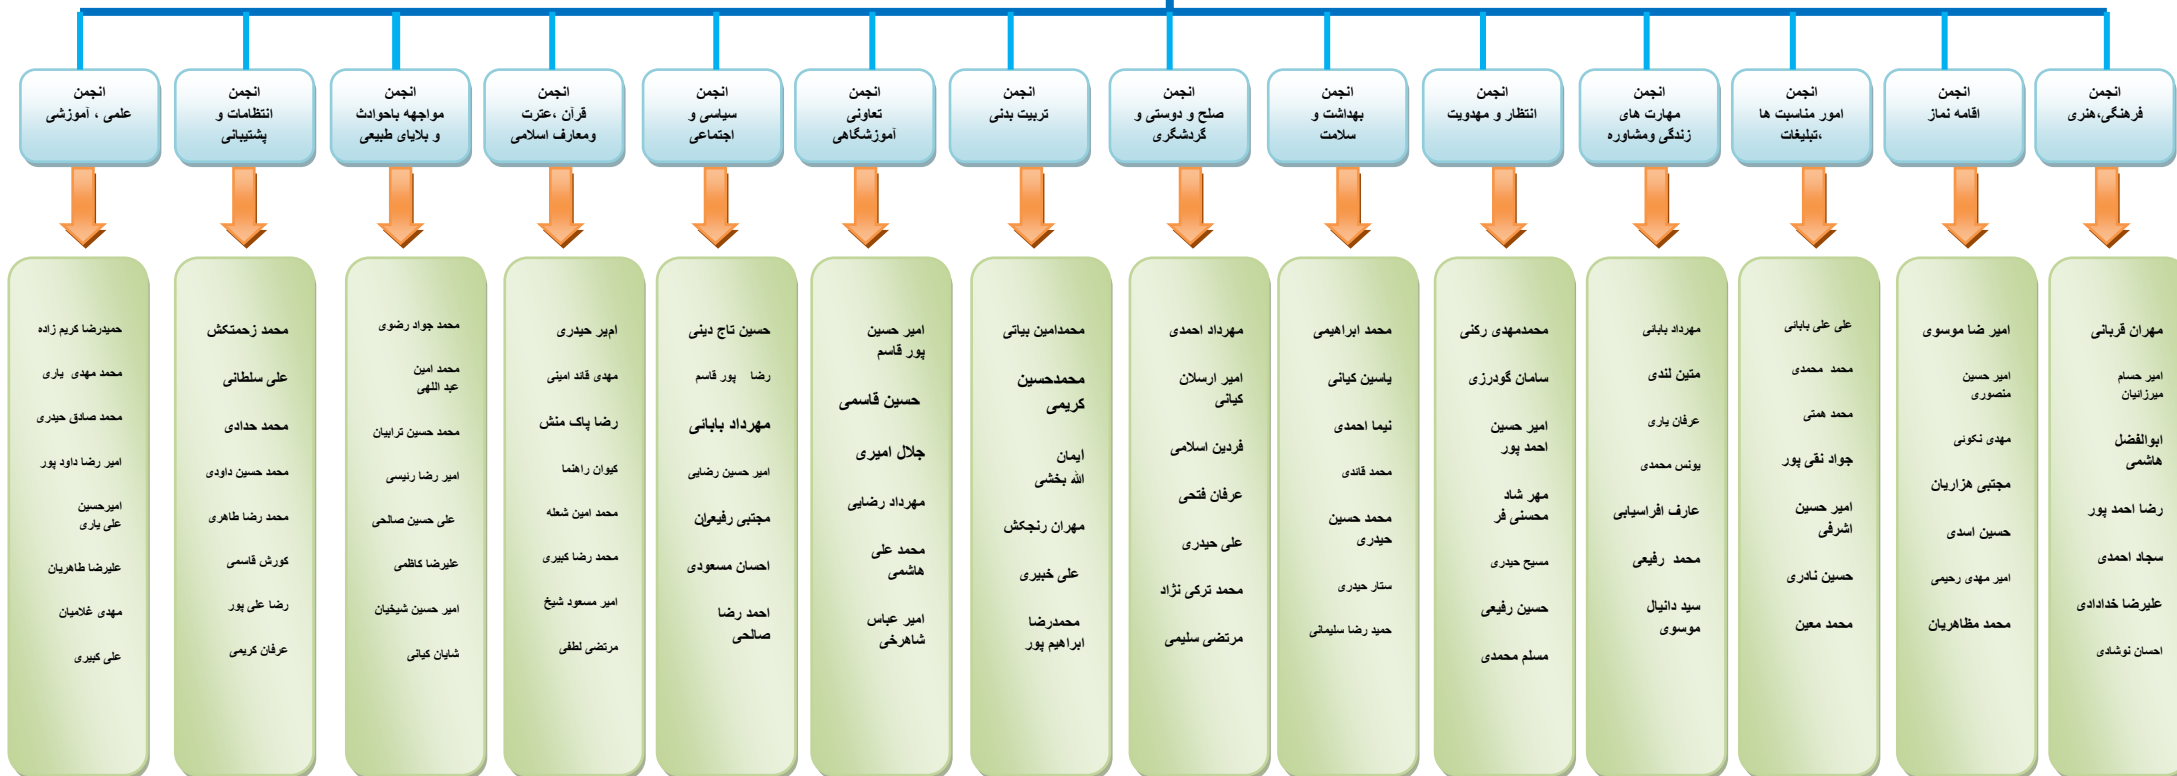 انجمن
فرهنگی،هنری
انجمن
اقامه نماز
انجمن
امور مناسبت ها
،تبلیغات
انجمن
مهارت های
زندگی ومشاوره
انجمن
انتظار و مهدویت
انجمن
بهداشت و
سلامت
انجمن
صلح و دوستی و
گردشگری
انجمن
تربیت بدنی
انجمن
تعاونی
آموزشگاهی
انجمن
سیاسی و
اجتماعی
انجمن
قرآن ،عترت
ومعارف اسلامی
انجمن
مواجهه باحوادث
و بلایای طبیعی
انجمن
انتظامات و
پشتیبانی
انجمن
علمی ، آموزشی
مهران قربانی
امیر حسام
میرزائیان
ابوالفضل
هاشمی
رضا احمد پور
سجاد احمدی
علیرضا خدادادی
احسان نوشادی
امیر ضا موسوی
امیر حسین
منصوری
مهدی نکوئی
مجتبی هزاریان
حسین اسدی
امیر مهدی رحیمی
محمد مظاهریان
علی علی بابائی
محمد محمدی
محمد همتی
جواد نقی پور
امیر حسین
اشرفی
حسین نادری
محمد معین
مهرداد بابائی
متین لندی
عرفان یاری
یونس محمدی
عارف افراسیابی
محمد رفیعی
سید دانیال
موسوی
محمدمهدی رکنی
سامان گودرزی
امیر حسین
احمد پور
مهر شاد
محسنی فر
مسیح حیدری
حسین رفیعی
مسلم محمدی
محمد ابراهیمی
یاسین کیانی
نیما احمدی
محمد قائدی
محمد حسین
حیدری
ستار حیدری
حمید رضا سلیمانی
مهرداد احمدی
امیر ارسلان
کیانی
فردین اسلامی
عرفان فتحی
علی حیدری
محمد ترکی نژاد
مرتضی سلیمی
محمدامین بیاتی
محمدحسین
کریمی
ایمان
الله بخشی
مهران رنجکش
علی خبیری
محمدرضا
ابراهیم پور
امیر حسین
پور قاسم
حسین قاسمی
جلال امیری
مهرداد رضایی
محمد علی
هاشمی
امیر عباس
شاهرخی
حسین تاج دینی
رضا پور قاسم
مهرداد بابائی
امیر حسین رضایی
مجتبی رفیعان
احسان مسعودی
احمد رضا
صالحی
امیر حیدری
مهدی قائد امینی
رضا پاک منش
کیوان راهنما
محمد امین شعله
محمد رضا کبیری
امیر مسعود شیخ
مرتضی لطفی
محمد جواد رضوی
محمد امین
عبد اللهی
محمد حسین ترابیان
امیر رضا رئیسی
علی حسین صالحی
علیرضا کاظمی
امیر حسین شیخیان
شایان کیانی
محمد زحمتکش
علی سلطانی
محمد حدادی
محمد حسین داودی
محمد رضا طاهری
کورش قاسمی
رضا علی پور
عرفان کریمی
حمیدرضا کریم زاده
محمد مهدی یاری
محمد صادق حیدری
امیر رضا داود پور
امیرحسین
علی یاری
علیرضا طاهریان
مهدی غلامیان
علی کبیری